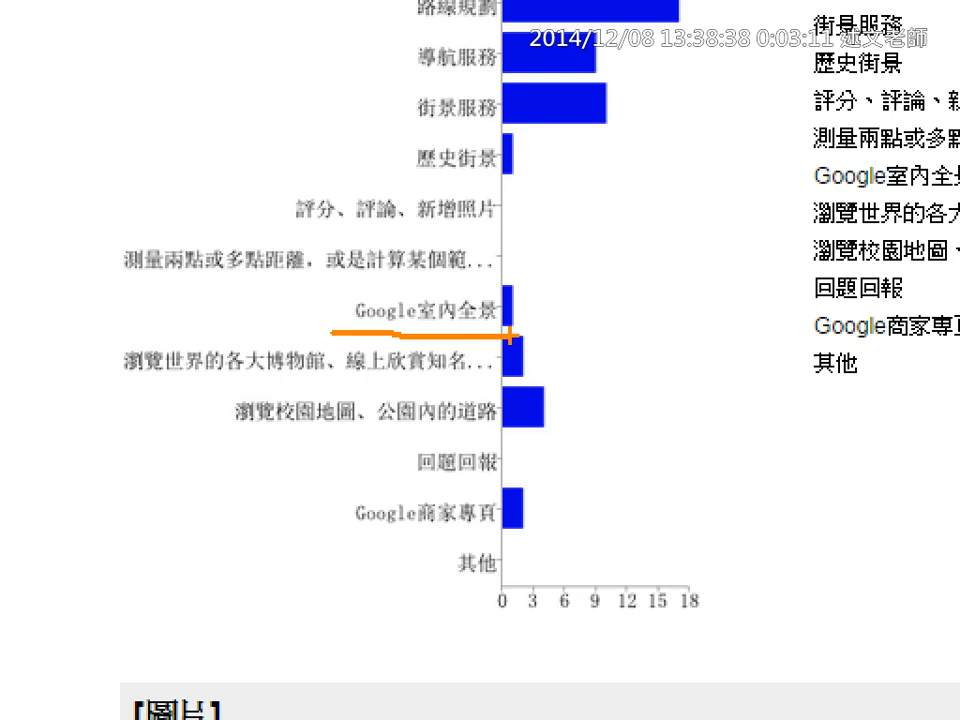 路線規劃
導航服務
街景服務
歷史街景
評分、評論、新增照片
測量兩點或多點距離，或是計算某個範...
Google室內全景
瀏覽世界的各大博物館、線上欣賞知名...
瀏覽校園地圖、公園內的道路
回題回報
Google商家專頁
其他
0 3 6 9 12 15 18
2014/12/08 13:38:38 0:03:11 述文老師
街景服務
歷史街景
評分、評論、新
測量兩點或多點
Google室內全景
瀏覽世界的各大
瀏覽校園地圖、
回題回報
Google商家專頁
其他
[圖片]